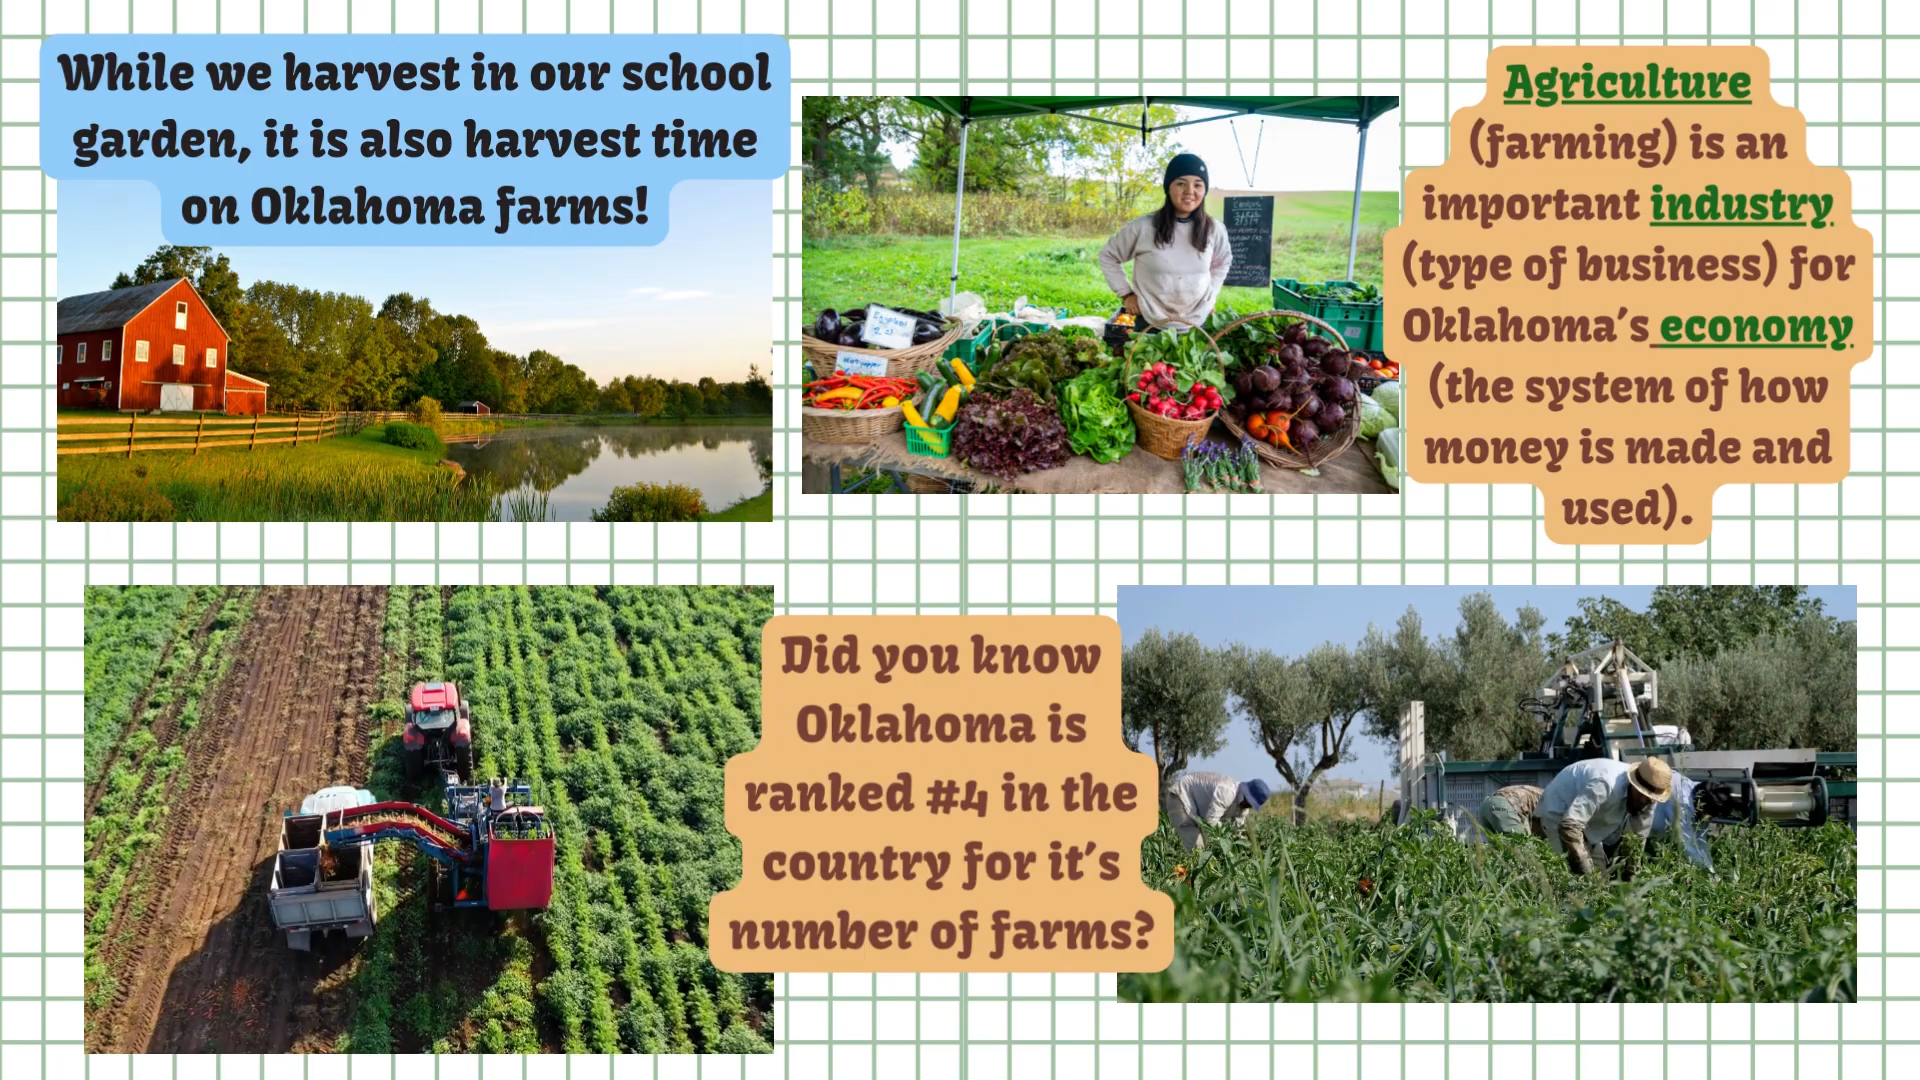 While we harvest in our school
garden, it is also harvest time
on Oklahoma farms!
Agriculture
(farming) is an
important industry
(type of business) for
Oklahoma's economy
(the system of how
money is made and
used).
Eggplant
Did you know
Oklahoma is
ranked #4 in the
country for it's
number of farms?